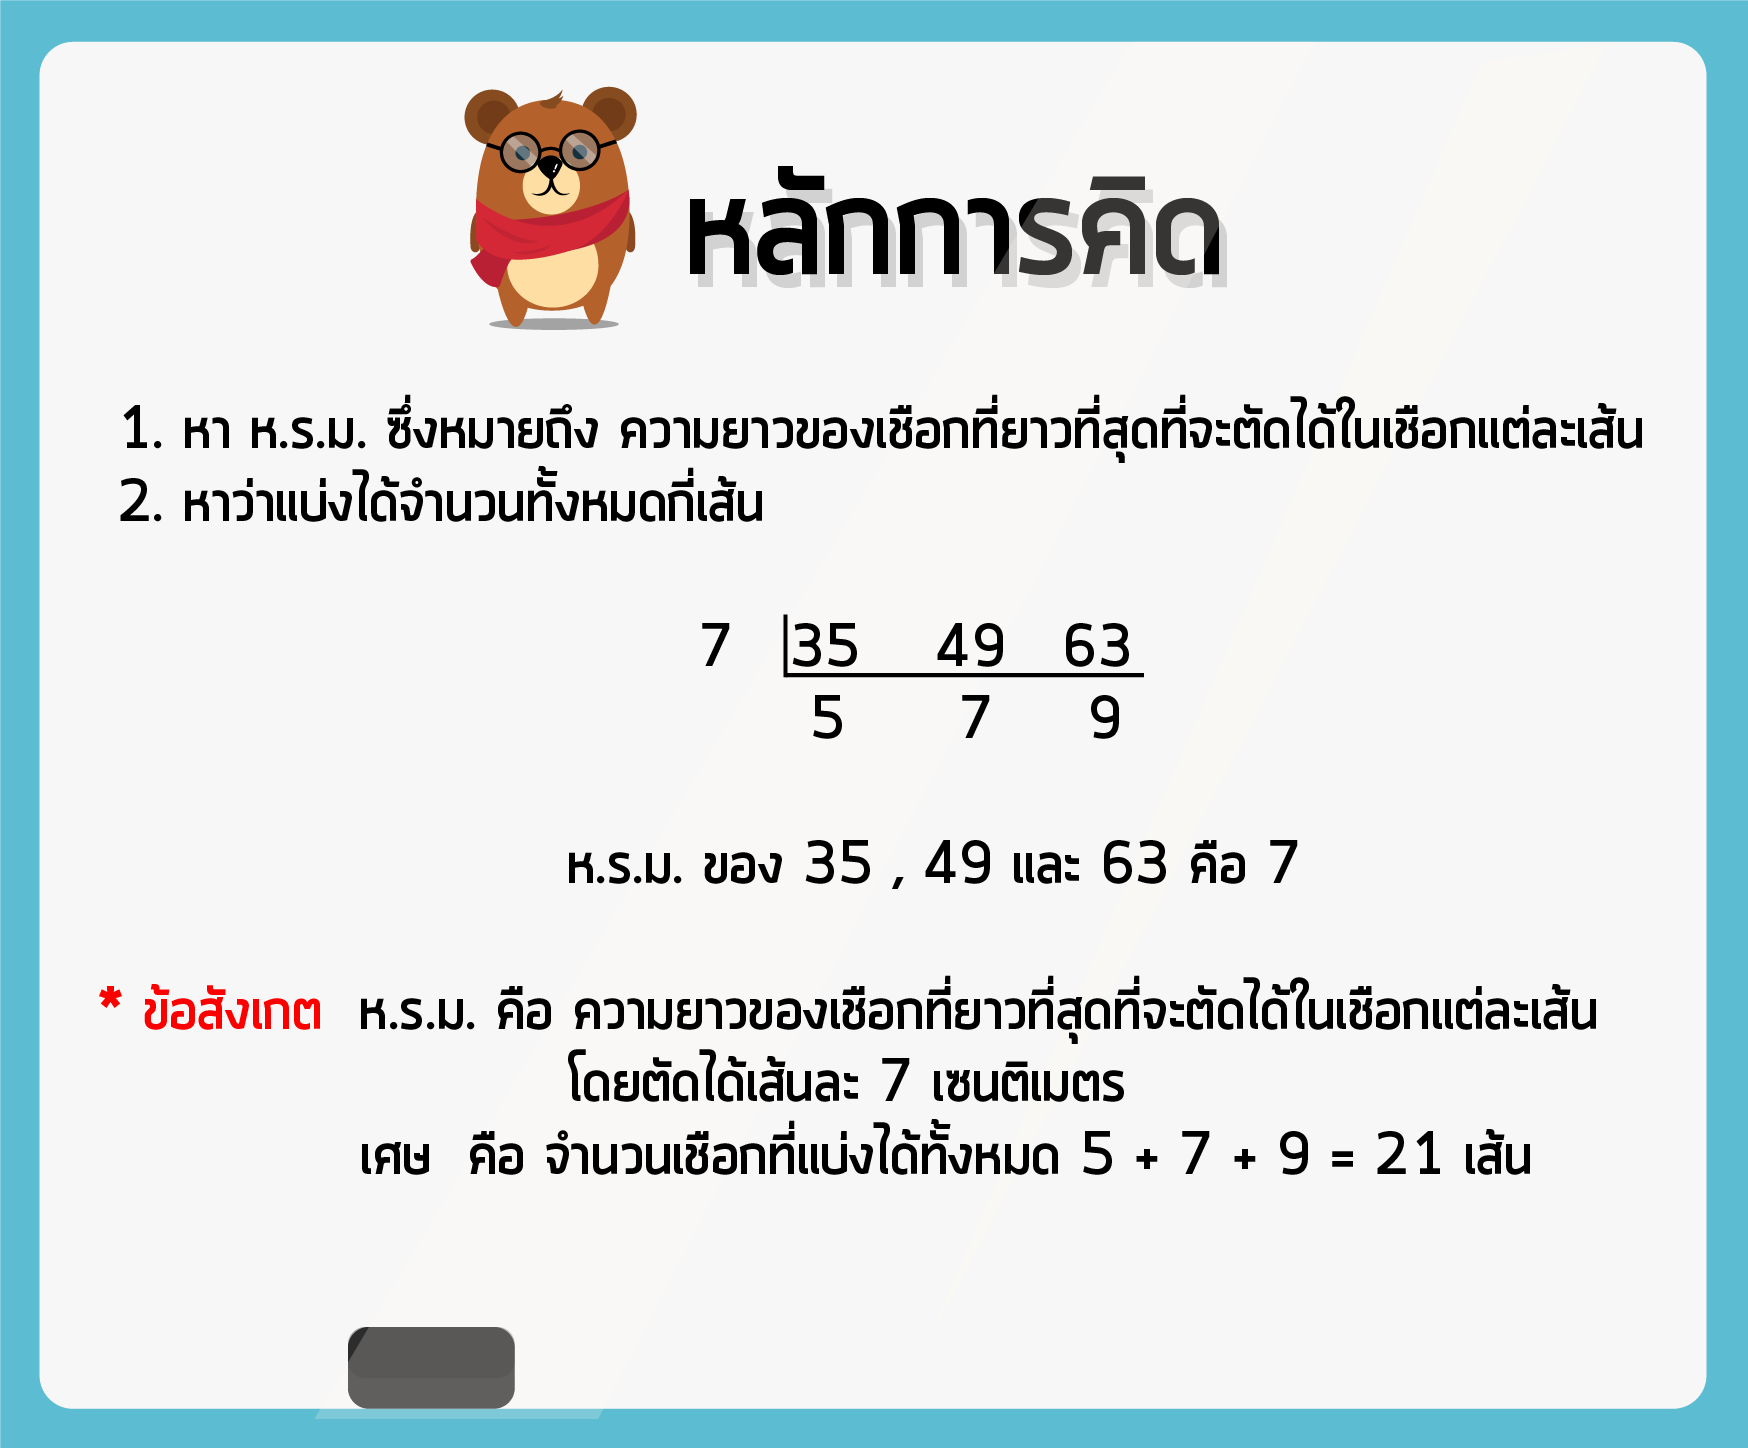 หลักการคิด
1. หา ห.ร.ม. ซึ่งหมายถึง ความยาวของเชือกที่ยาวที่สุดที่จะตัดได้ในเชือกแต่ละเส้น
2. หาว่าแบ่งได้จำนวนทั้งหมดกี่เส้น
7 35 49 63
5 7 9
ห.ร.ม. ของ 35 , 49 และ 63 คือ 7
* ข้อสังเกต ห.ร.ม. คือ ความยาวของเชือกที่ยาวที่สุดที่จะตัดได้ในเชือกแต่ละเส้น
โดยตัดได้เส้นละ 7 เซนติเมตร
เศษ คือ จำนวนเชือกที่แบ่งได้ทั้งหมด 5 + 7 + 9 = 21 เส้น